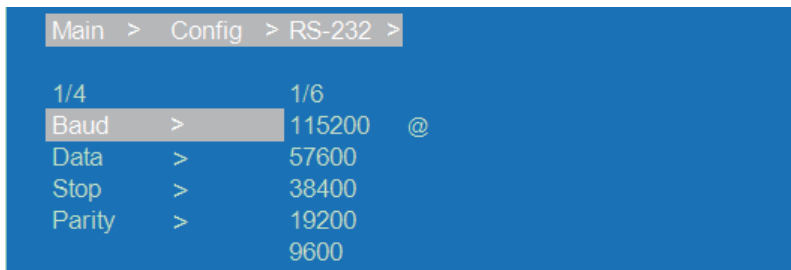 Main > Config > RS-232 >
1/4 1/6
Baud > 115200 @
Data > 57600
Stop > 38400
Parity > 19200
9600